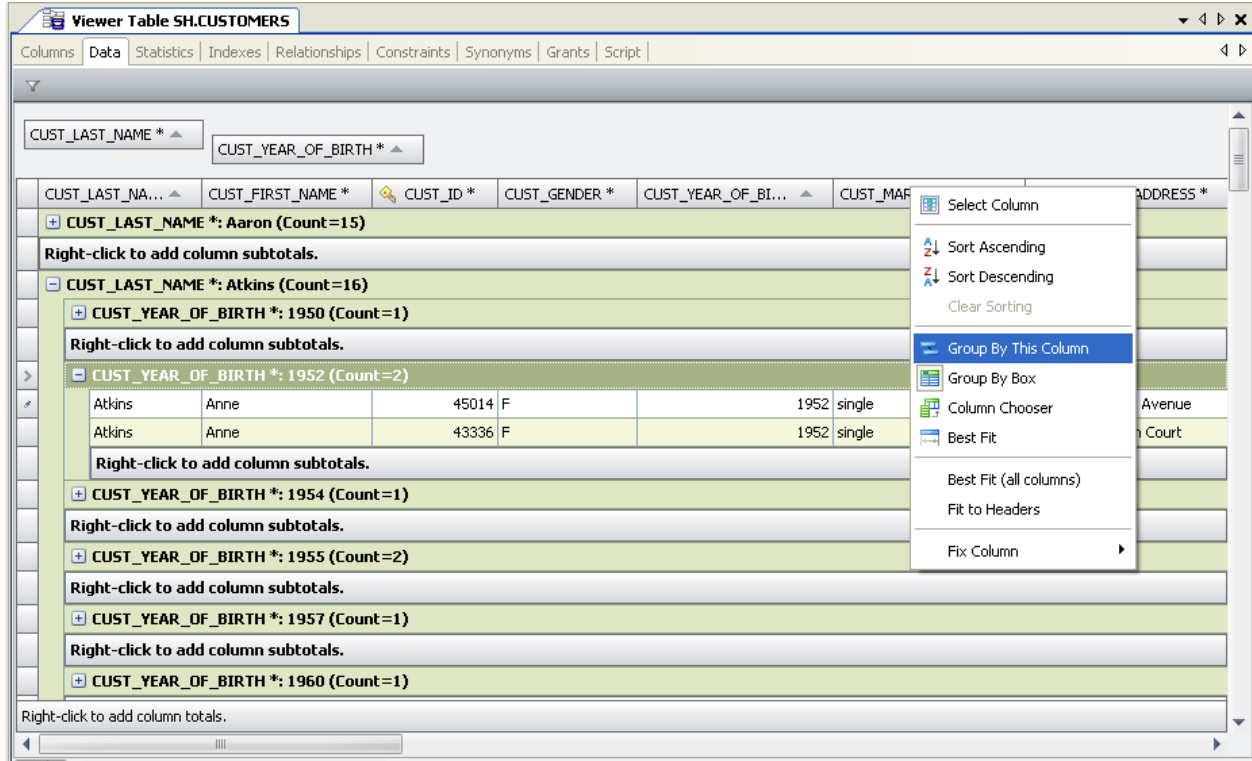 Viewer Table SH.CUSTOMERS
Columns Data Statistics Indexes Relationships Constraints Synonyms Grants Script
CUST_LAST_NAME *
CUST_YEAR_OF_BIRTH *
CUST_LAST_NA... CUST_FIRST_NAME * CUST_ID * CUST_GENDER * CUST_YEAR_OF_BI... CUST_MAR ADDRESS *
CUST_LAST_NAME *: Aaron (Count=15)
Right-click to add column subtotals.
CUST_LAST_NAME *: Atkins (Count=16)
CUST_YEAR_OF_BIRTH *: 1950 (Count=1)
Right-click to add column subtotals.
CUST_YEAR_OF_BIRTH *: 1952 (Count=2)
Atkins Anne 45014 F 1952 single Avenue
Atkins Anne 43336 F 1952 single Court
Right-click to add column subtotals.
CUST_YEAR_OF_BIRTH *: 1954 (Count=1)
Right-click to add column subtotals.
CUST_YEAR_OF_BIRTH *: 1955 (Count=2)
Right-click to add column subtotals.
CUST_YEAR_OF_BIRTH *: 1957 (Count=1)
Right-click to add column subtotals.
CUST_YEAR_OF_BIRTH *: 1960 (Count=1)
Right-click to add column totals.
Select Column
Sort Ascending
Sort Descending
Clear Sorting
Group By This Column
Group By Box
Column Chooser
Best Fit
Best Fit (all columns)
Fit to Headers
Fix Column